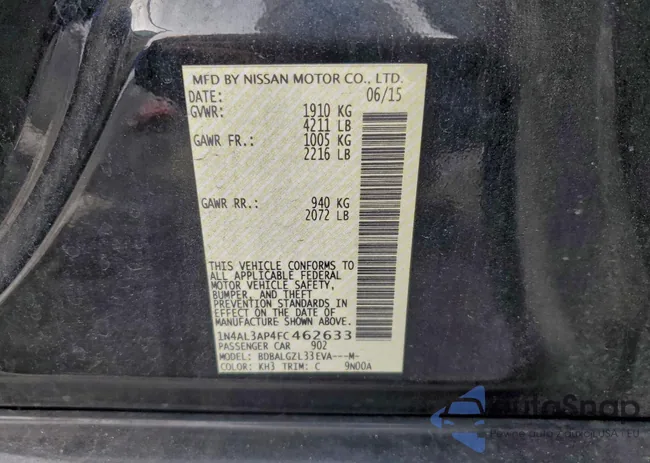 MFD BY NISSAN MOTOR CO., LTD.
DATE: 06/15
GVWR: 1910 KG
4211 LB
GAWR FR.: 1005 KG
2216 LB
GAWR RR.: 940 KG
2072 LB
THIS VEHICLE CONFORMS TO
ALL APPLICABLE FEDERAL
MOTOR VEHICLE SAFETY,
BUMPER, AND THEFT
PREVENTION STANDARDS IN
EFFECT ON THE DATE OF
MANUFACTURE SHOWN ABOVE.
1N4AL3AP4FC462633
PASSENGER CAR 902
MODEL: BDBALGZL33EVA---M-
COLOR: KH3 TRIM: C 9N00A
AutoSnap